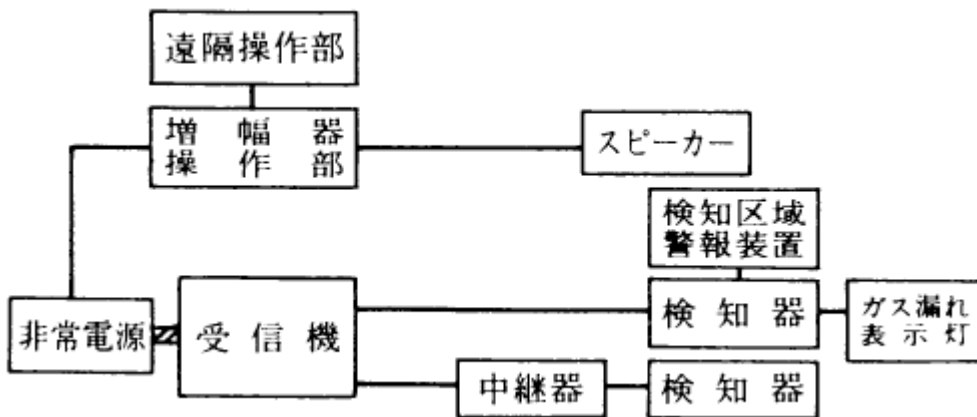 遠隔操作部
増幅器
操作部
スピーカー
検知区域
警報装置
非常電源
受信機
検知器
ガス漏れ
表示灯
中継器
検知器